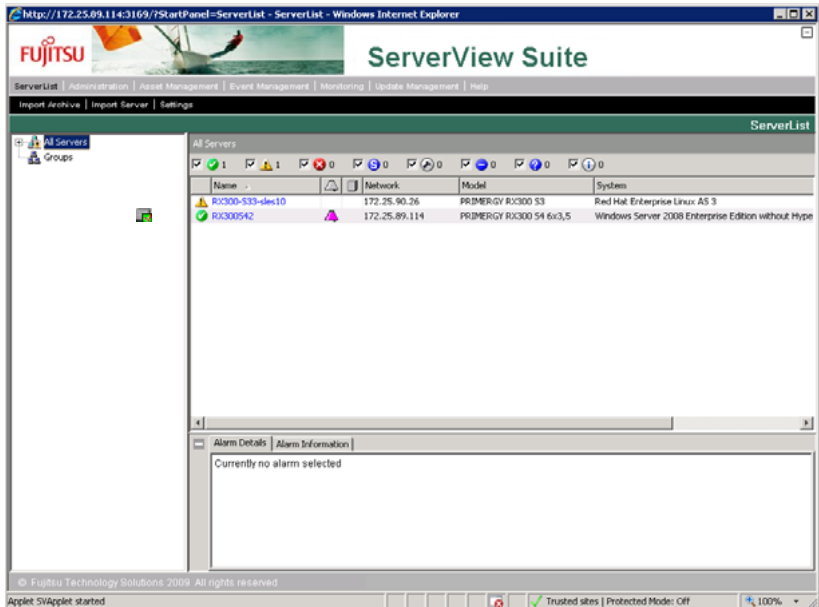 http://172.25.89.114:3169/?StartPanel=ServerList - ServerList - Windows Internet Explorer
FUJITSU
ServerView Suite
ServerList | Administration | Asset Management | Event Management | Monitoring | Update Management | Help
Import Archive | Import Server | Settings
ServerList
All Servers
Groups
All Servers
1 1 0 0 0 0 0 0
Name Network Model System
RX300-S33-sles10 172.25.90.26 PRIMERGY RX300 S3 Red Hat Enterprise Linux AS 3
RX300S42 172.25.89.114 PRIMERGY RX300 S4 6x3,5 Windows Server 2008 Enterprise Edition without Hype
Alarm Details Alarm Information
Currently no alarm selected
© Fujitsu Technology Solutions 2009 All rights reserved
Applet SVApplet started Trusted sites | Protected Mode: Off 100%